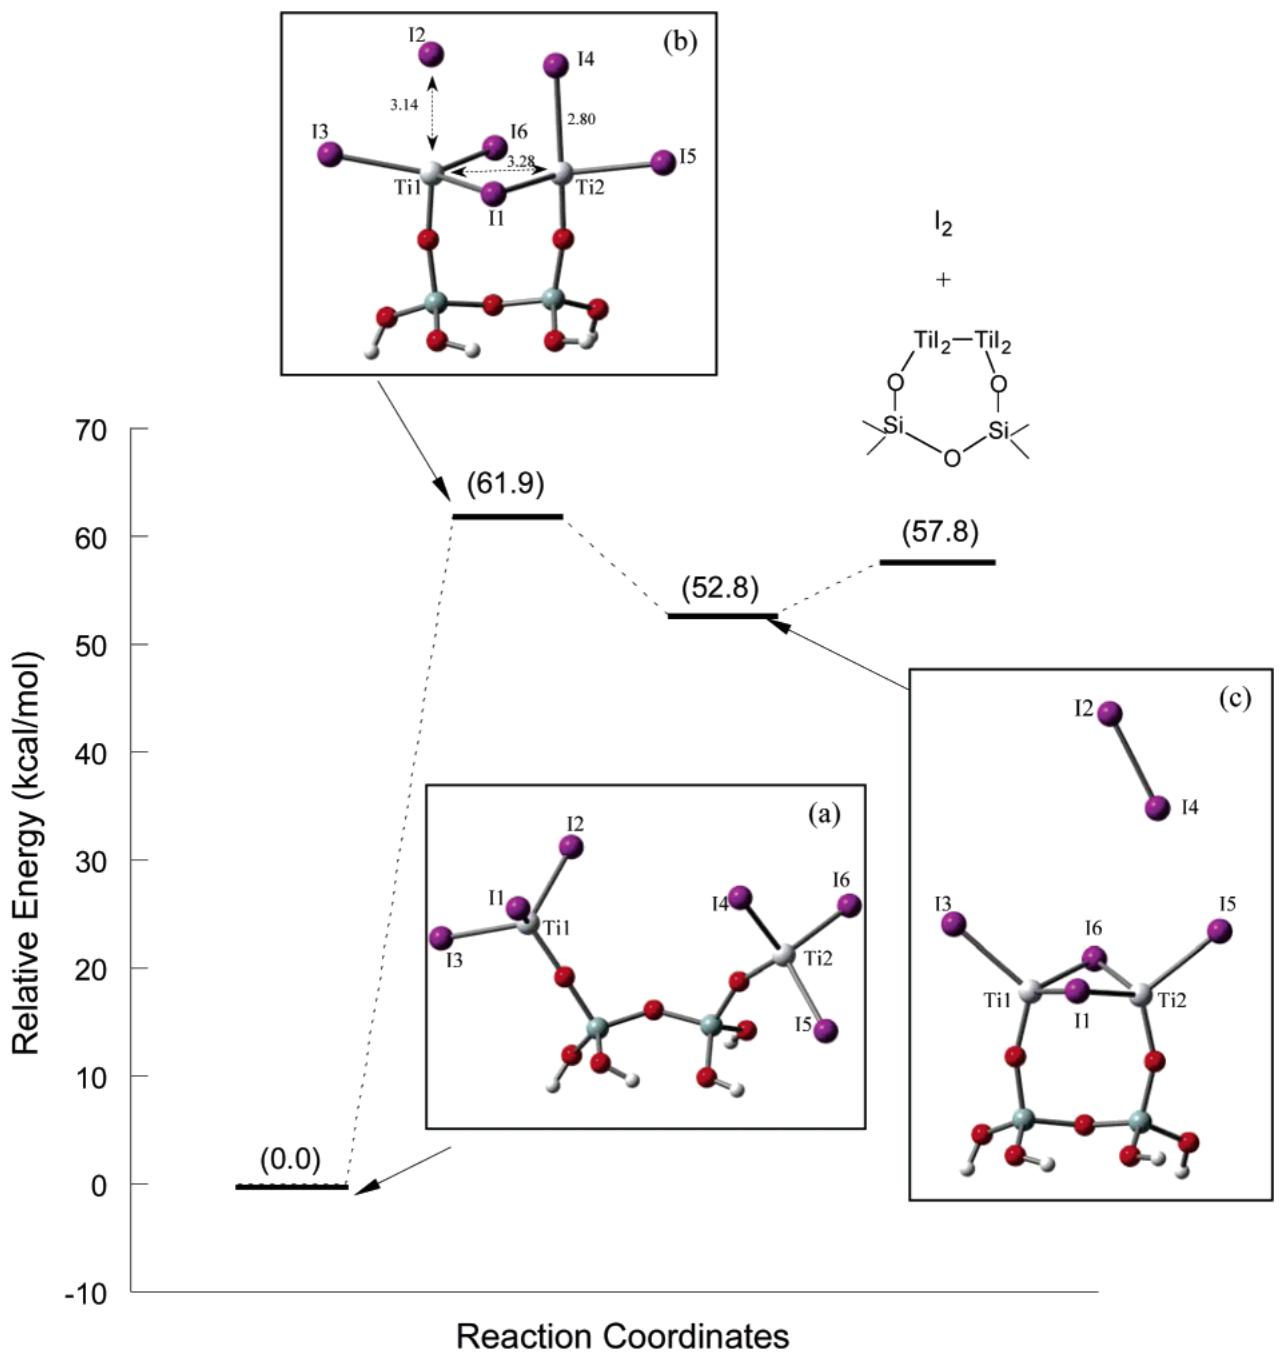 (b)
I2
I4
3.14
2.80
I3
I6
3.28
I5
Ti1
Ti2
I1
I2
+
TiI2—TiI2
O
O
Si
Si
O
70
60
50
40
30
20
10
0
-10
Relative Energy (kcal/mol)
(61.9)
(57.8)
(52.8)
(0.0)
(a)
I2
I1
I4
I6
Ti1
I3
Ti2
I5
(c)
I2
I4
I3
I5
I6
Ti1
Ti2
I1
Reaction Coordinates